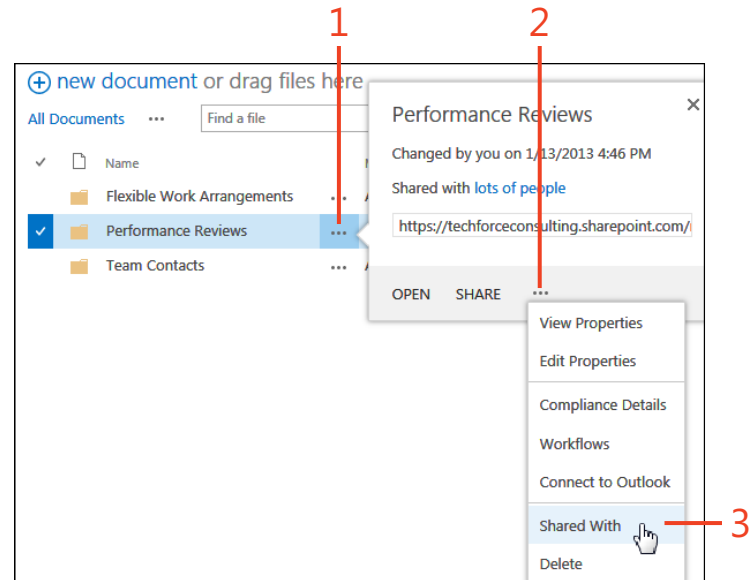 1
2
new document or drag files here
All Documents ... Find a file
Name
Flexible Work Arrangements ...
Performance Reviews ...
Team Contacts ...
Performance Reviews
Changed by you on 1/13/2013 4:46 PM
Shared with lots of people
https://techforceconsulting.sharepoint.com/
OPEN SHARE ...
View Properties
Edit Properties
Compliance Details
Workflows
Connect to Outlook
Shared With
3
Delete